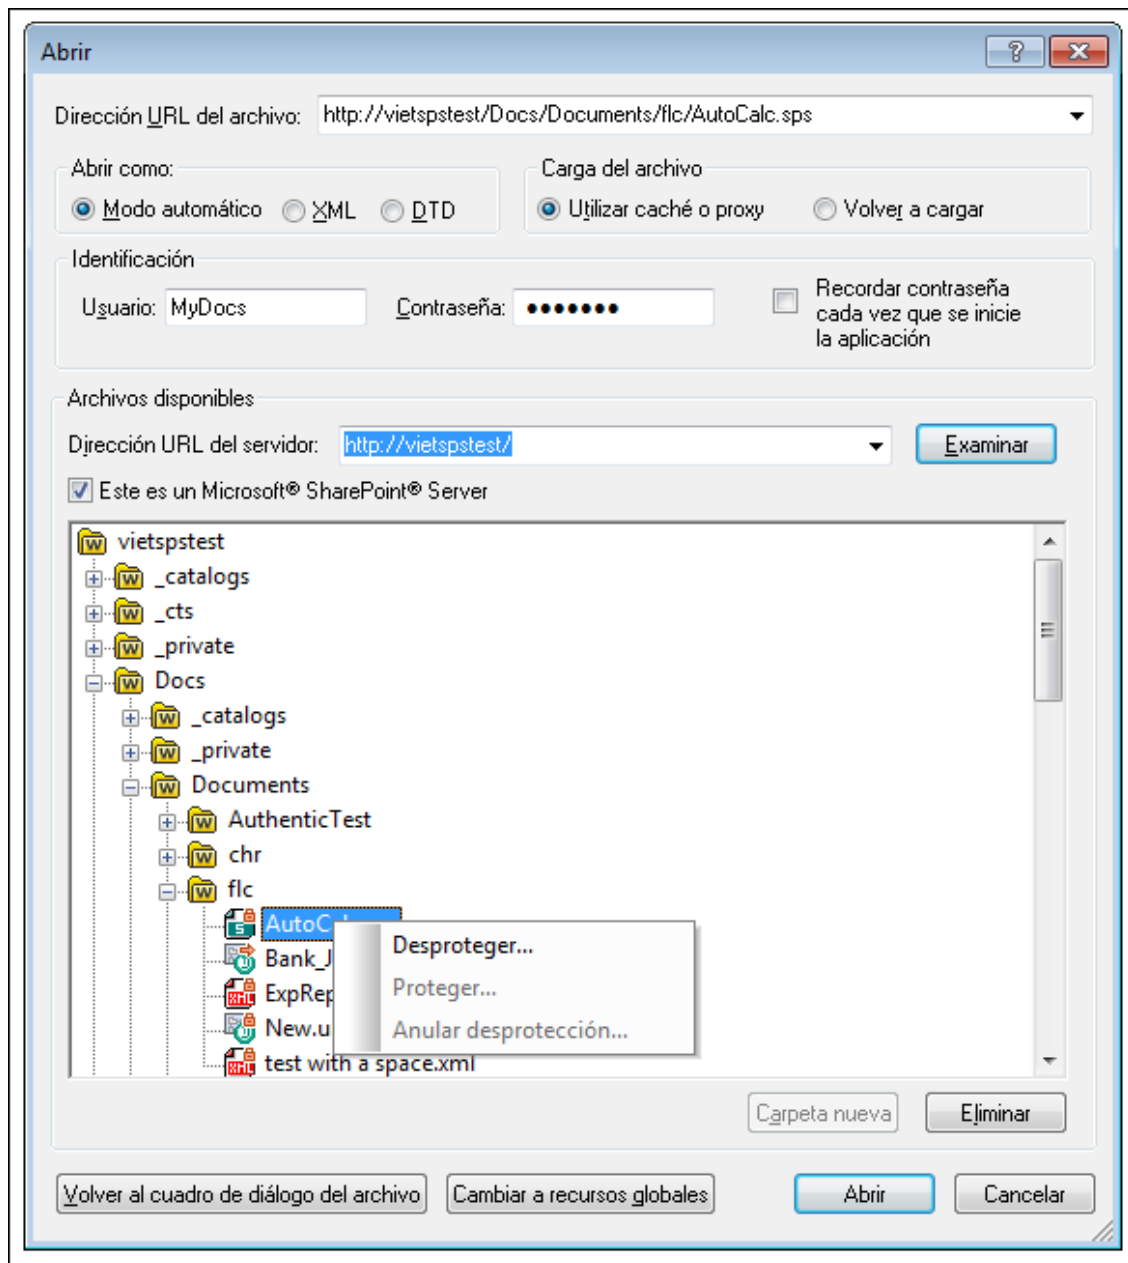 Abrir
Dirección URL del archivo: http://vietspstest/Docs/Documents/flc/AutoCalc.sps
Abrir como:
Modo automático XML DTD
Carga del archivo
Utilizar caché o proxy Volver a cargar
Identificación
Usuario: MyDocs Contraseña: ●●●●●●●
Recordar contraseña
cada vez que se inicie
la aplicación
Archivos disponibles
Dirección URL del servidor: http://vietspstest/ Examinar
Este es un Microsoft® SharePoint® Server
vietspstest
_catalogs
_cts
_private
Docs
_catalogs
_private
Documents
AuthenticTest
chr
flc
AutoC
Bank_J
ExpRep
New.u
test with a space.xml
Desproteger...
Proteger...
Anular desprotección...
Carpeta nueva Eliminar
Volver al cuadro de diálogo del archivo Cambiar a recursos globales Abrir Cancelar